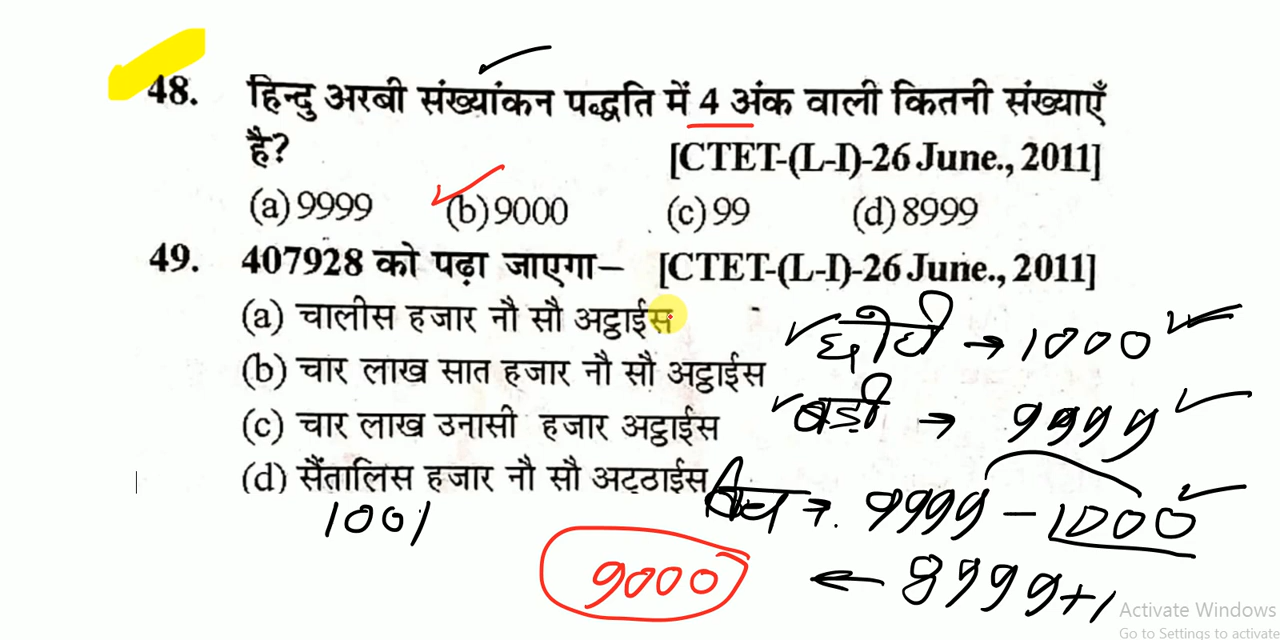 48. हिन्दु अरबी संख्यांकन पद्धति में 4 अंक वाली कितनी संख्याएँ
है? [CTET-(L-I)-26 June., 2011]
(a) 9999 (b) 9000 (c) 99 (d) 8999
49. 407928 को पढ़ा जाएगा– [CTET-(L-I)-26 June., 2011]
(a) चालीस हजार नौ सौ अट्ठाईस
(b) चार लाख सात हजार नौ सौ अट्ठाईस
(c) चार लाख उनासी हजार अट्ठाईस
(d) सैंतालिस हजार नौ सौ अट्ठाईस
छोटी → 1000
बड़ी → 9999
→ 9999 – 1000
1001
9000 ← 8999+1
Activate Windows
Go to Settings to activate